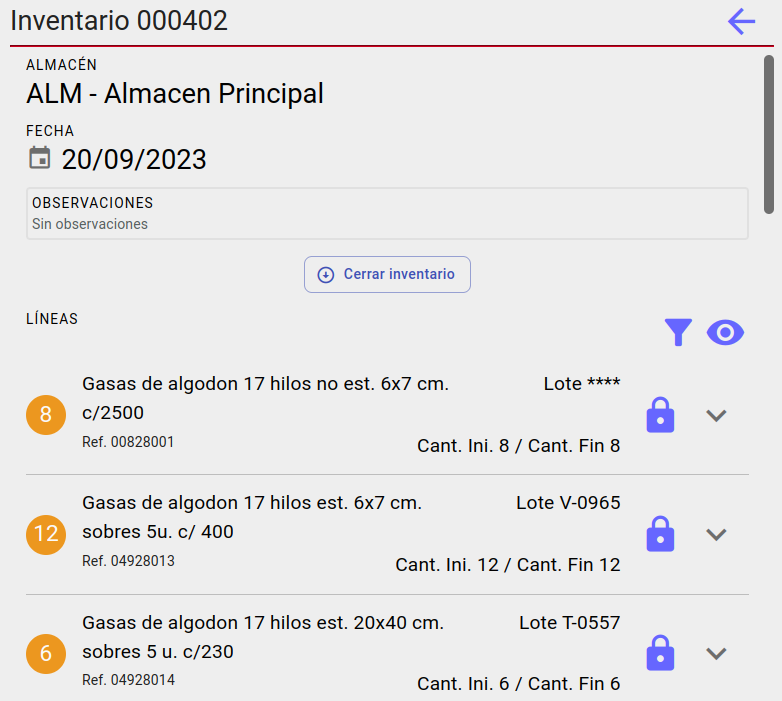 Inventario 000402
ALMACÉN
ALM - Almacen Principal
FECHA
20/09/2023
OBSERVACIONES
Sin observaciones
Cerrar inventario
LÍNEAS
8
Gasas de algodon 17 hilos no est. 6x7 cm.
c/2500
Lote ****
Ref. 00828001
Cant. Ini. 8 / Cant. Fin 8
12
Gasas de algodon 17 hilos est. 6x7 cm.
sobres 5u. c/ 400
Lote V-0965
Ref. 04928013
Cant. Ini. 12 / Cant. Fin 12
6
Gasas de algodon 17 hilos est. 20x40 cm.
sobres 5 u. c/230
Lote T-0557
Ref. 04928014
Cant. Ini. 6 / Cant. Fin 6